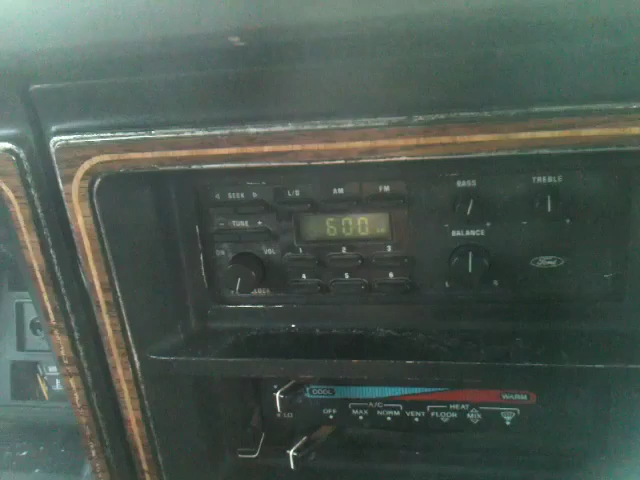 SEEK L/D AM FM
TUNE
600
VOL
1 2 3
4 5 6
BASS TREBLE
BALANCE
L R
Ford
COOL WARM
LO
A/C HEAT
OFF MAX NORM VENT FLOOR MIX